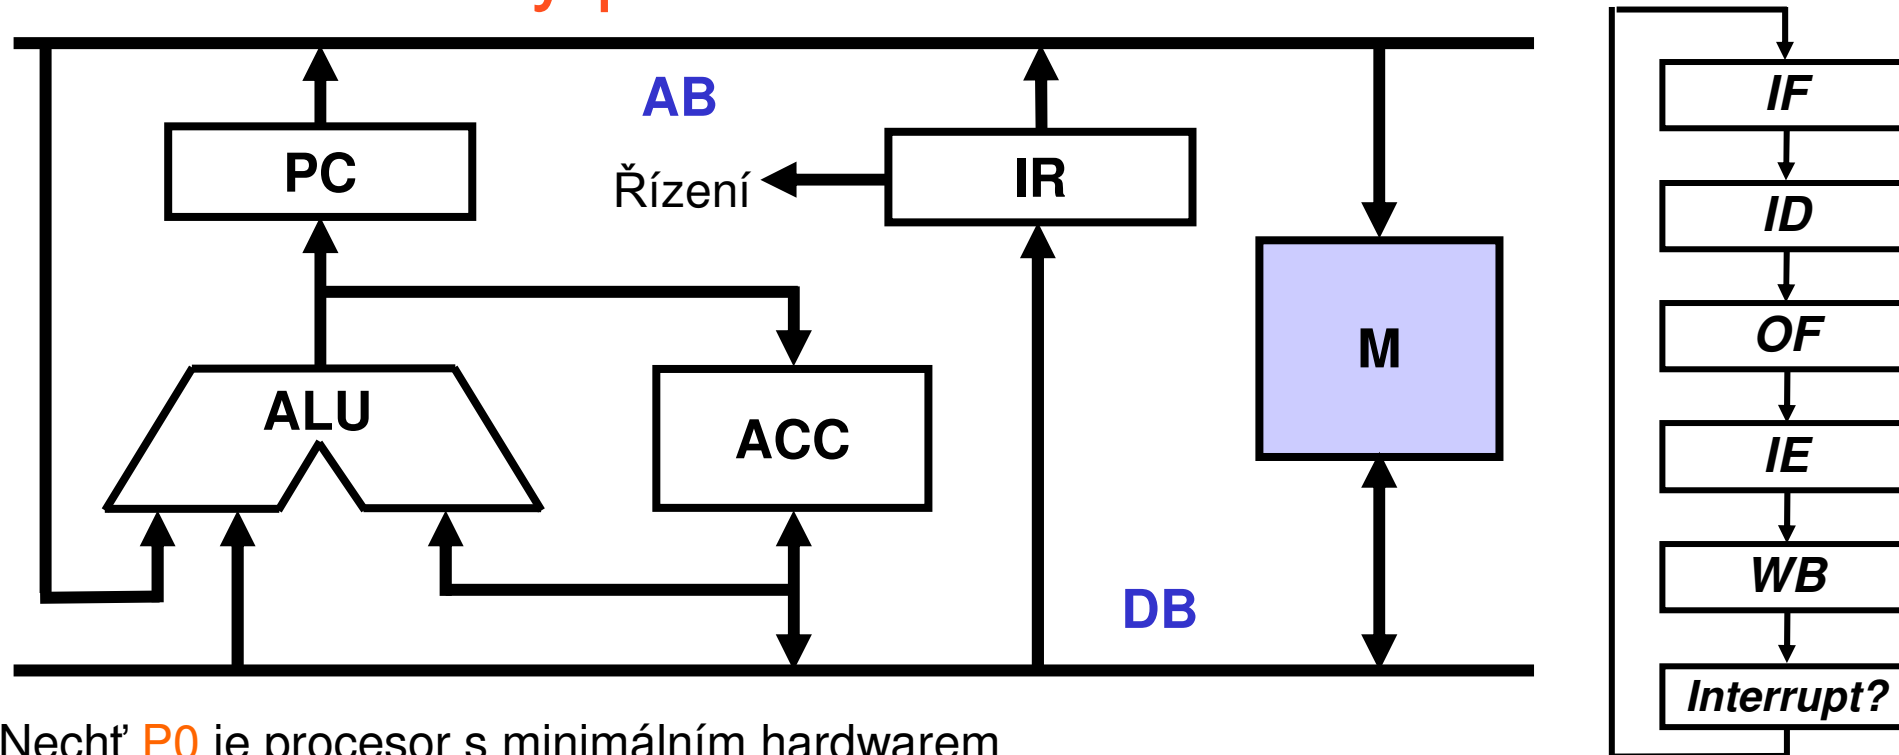 AB
PC
IR
Řízení
M
ALU
ACC
DB
Nechť P0 je procesor s minimálním hardwarem
IF
ID
OF
IE
WB
Interrupt?